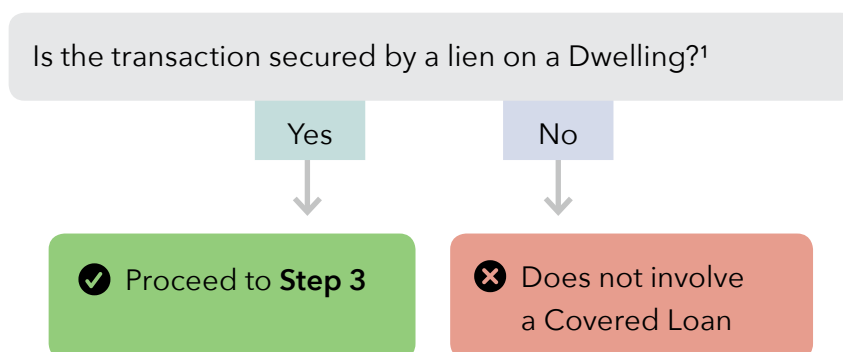 Is the transaction secured by a lien on a Dwelling?¹
Yes
No
Proceed to Step 3
Does not involve
a Covered Loan